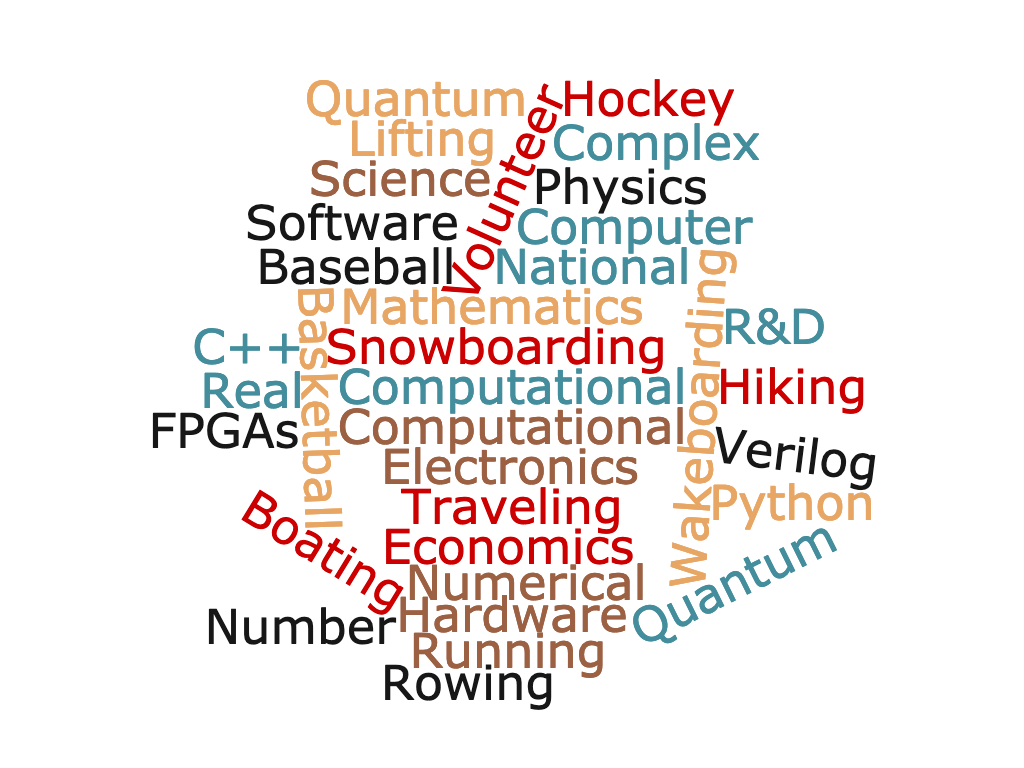 Quantum
Hockey
Lifting
Volunteer
Complex
Science
Physics
Software
Computer
Baseball
National
Mathematics
Basketball
Wakeboarding
R&D
C++
Snowboarding
Real
Computational
Hiking
FPGAs
Computational
Verilog
Electronics
Traveling
Python
Boating
Economics
Quantum
Numerical
Number
Hardware
Running
Rowing